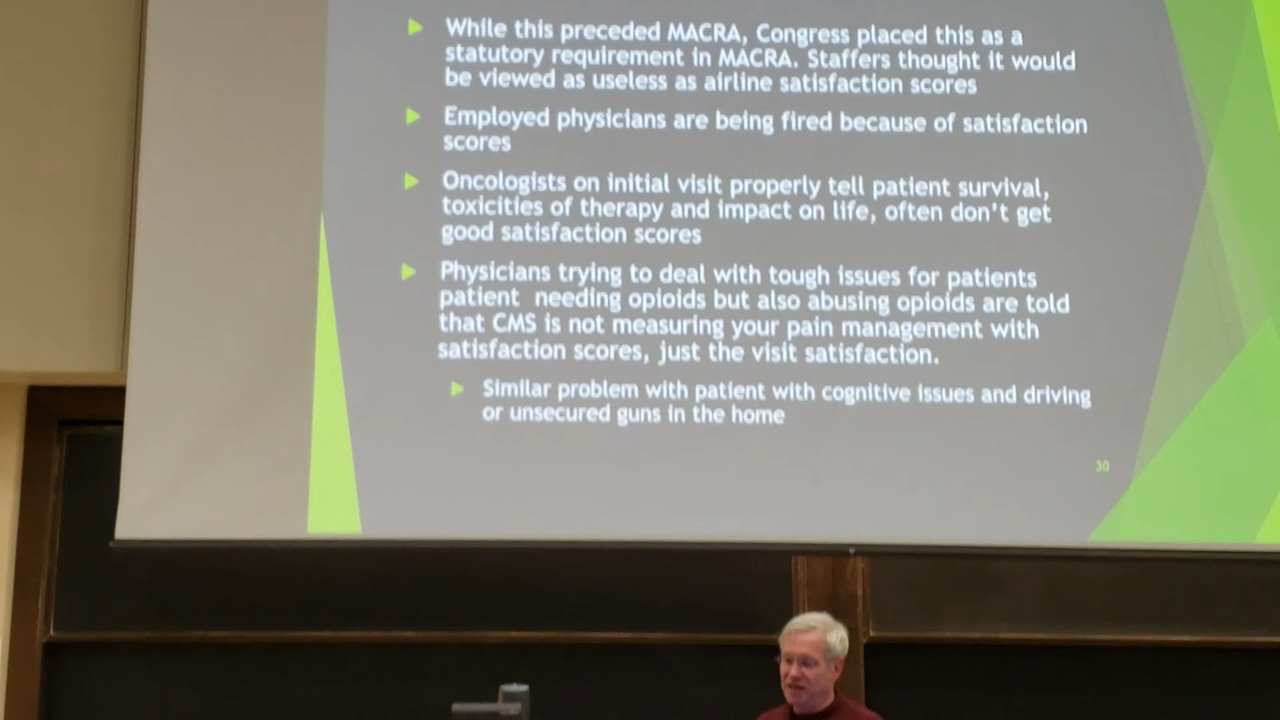 While this preceded MACRA, Congress placed this as a
statutory requirement in MACRA. Staffers thought it would
be viewed as useless as airline satisfaction scores
Employed physicians are being fired because of satisfaction
scores
Oncologists on initial visit properly tell patient survival,
toxicities of therapy and impact on life, often don't get
good satisfaction scores
Physicians trying to deal with tough issues for patients
patient needing opioids but also abusing opioids are told
that CMS is not measuring your pain management with
satisfaction scores, just the visit satisfaction.
Similar problem with patient with cognitive issues and driving
or unsecured guns in the home
30